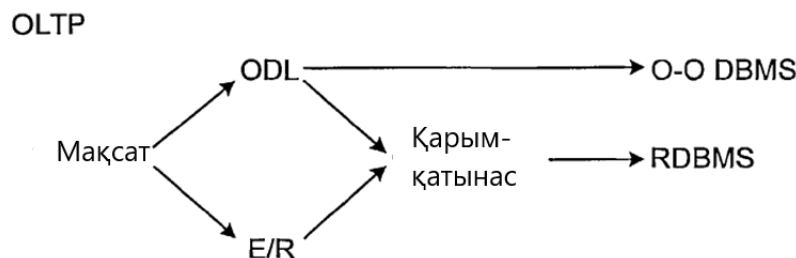 OLTP
ODL
O-O DBMS
Мақсат
Қарым-
қатынас
RDBMS
E/R